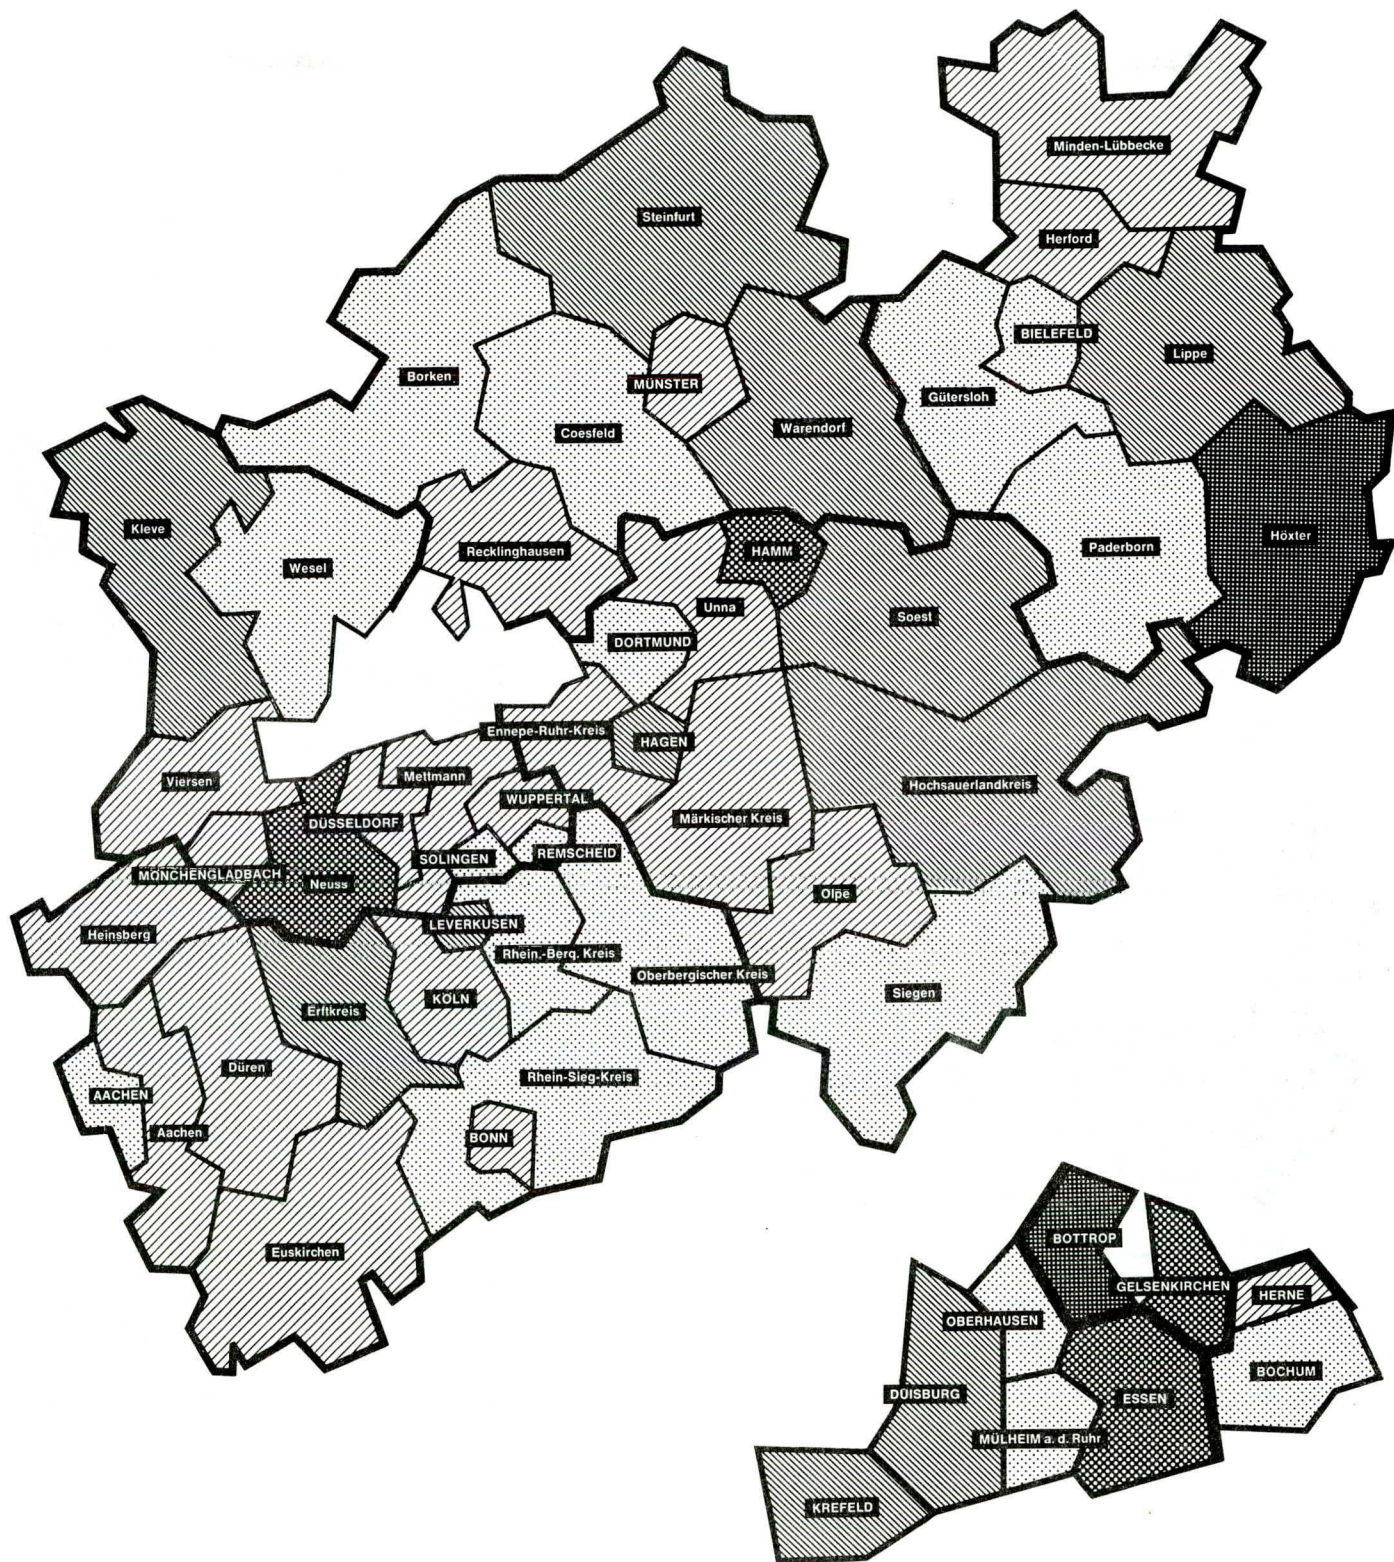 Minden-Lübbecke
Steinfurt
Herford
BIELEFELD
Lippe
Borken
MÜNSTER
Gütersloh
Coesfeld
Warendorf
Kleve
Recklinghausen
HAMM
Paderborn
Höxter
Wesel
Unna
Soest
DORTMUND
Ennepe-Ruhr-Kreis
HAGEN
Viersen
Mettmann
Hochsauerlandkreis
WUPPERTAL
DÜSSELDORF
Märkischer Kreis
SOLINGEN
REMSCHEID
MÖNCHENGLADBACH
Neuss
Olpe
Heinsberg
LEVERKUSEN
Rhein.-Berg. Kreis
Oberbergischer Kreis
Erftkreis
KÖLN
Siegen
Düren
Rhein-Sieg-Kreis
AACHEN
Aachen
BONN
Euskirchen
BOTTROP
GELSENKIRCHEN
HERNE
OBERHAUSEN
BOCHUM
DUISBURG
ESSEN
MÜLHEIM a. d. Ruhr
KREFELD